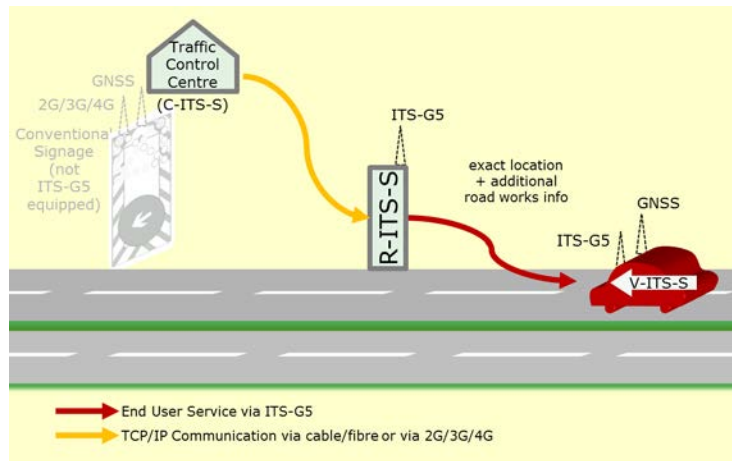 Traffic
Control
Centre
(C-ITS-S)
GNSS
2G/3G/4G
Conventional
Signage
(not
ITS-G5
equipped)
ITS-G5
R-ITS-S
exact location
+ additional
road works info
GNSS
ITS-G5
V-ITS-S
End User Service via ITS-G5
TCP/IP Communication via cable/fibre or via 2G/3G/4G